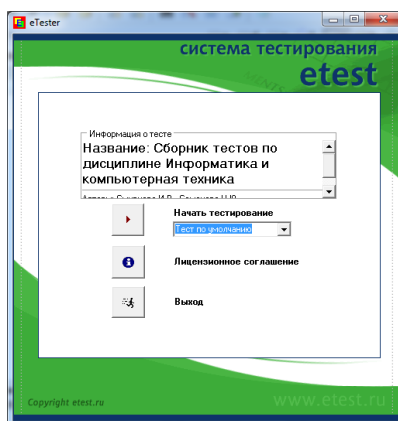 eTester
система тестирования
etest
Информация о тесте
Название: Сборник тестов по
дисциплине Информатика и
компьютерная техника
Начать тестирование
Тест по умолчанию
Лицензионное соглашение
Выход
Copyright etest.ru
www.etest.ru